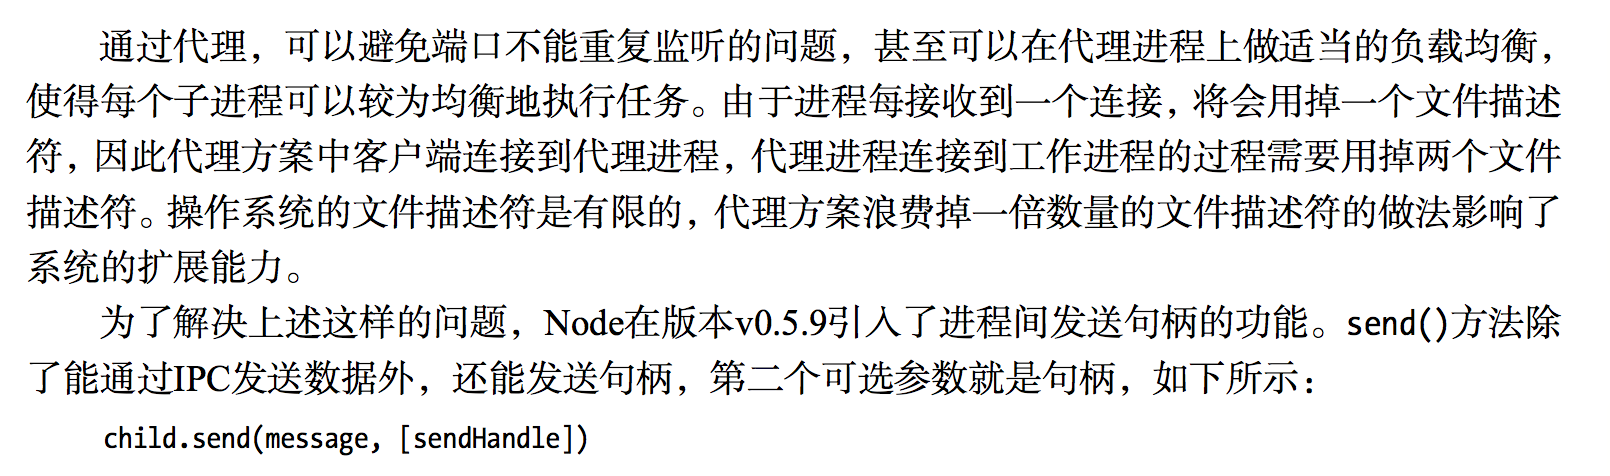 通过代理，可以避免端口不能重复监听的问题，甚至可以在代理进程上做适当的负载均衡，
使得每个子进程可以较为均衡地执行任务。由于进程每接收到一个连接，将会用掉一个文件描述
符，因此代理方案中客户端连接到代理进程，代理进程连接到工作进程的过程需要用掉两个文件
描述符。操作系统的文件描述符是有限的，代理方案浪费掉一倍数量的文件描述符的做法影响了
系统的扩展能力。
为了解决上述这样的问题，Node在版本v0.5.9引入了进程间发送句柄的功能。send()方法除
了能通过IPC发送数据外，还能发送句柄，第二个可选参数就是句柄，如下所示：
child.send(message, [sendHandle])